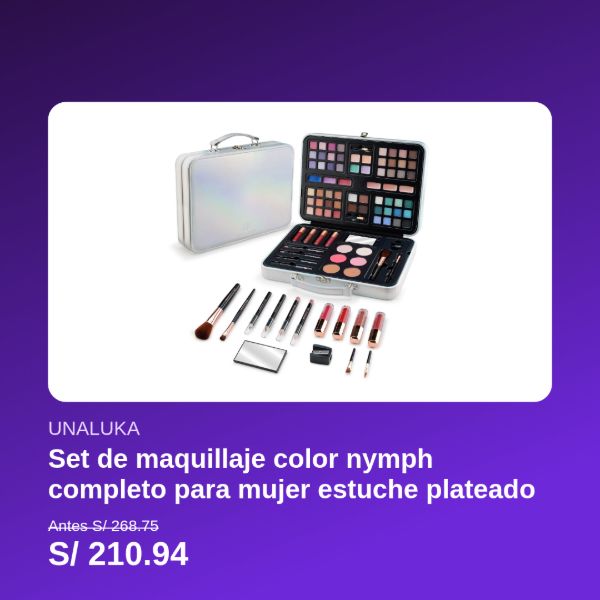 UNALUKA
Set de maquillaje color nymph
completo para mujer estuche plateado
Antes S/ 268.75
S/ 210.94